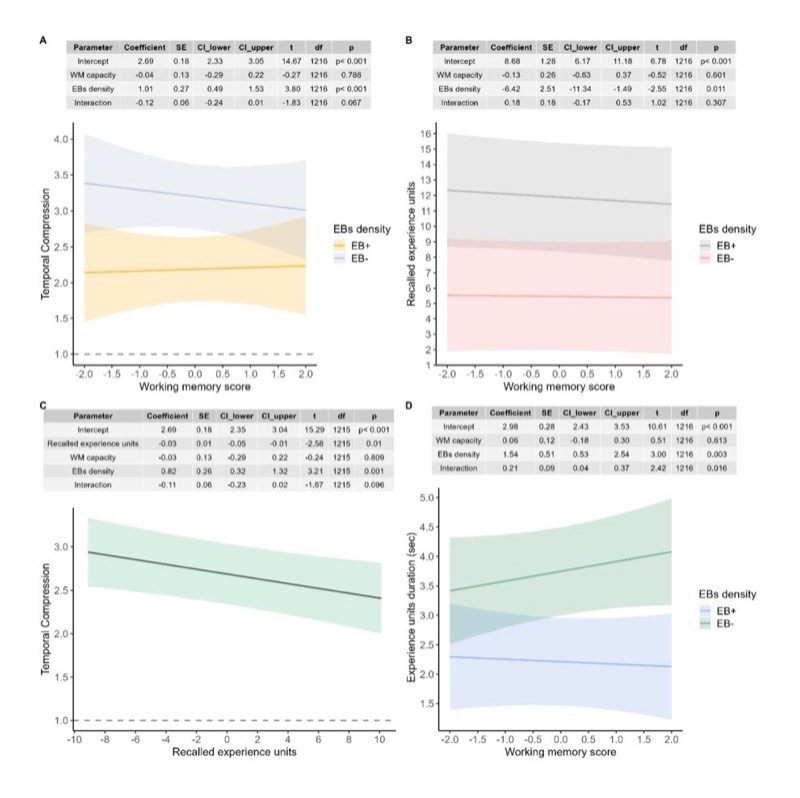 A
Parameter Coefficient SE CI_lower CI_upper t df p
Intercept 2.69 0.18 2.33 3.05 14.67 1216 p< 0.001
WM capacity -0.04 0.13 -0.29 0.22 -0.27 1216 0.788
EBs density 1.01 0.27 0.49 1.53 3.80 1216 p< 0.001
Interaction -0.12 0.06 -0.24 0.01 -1.83 1216 0.067
4.0
3.5
3.0
2.5
2.0
1.5
1.0
Temporal Compression
-2.0 -1.5 -1.0 -0.5 0.0 0.5 1.0 1.5 2.0
Working memory score
EBs density
EB+
EB-
B
Parameter Coefficient SE CI_lower CI_upper t df p
Intercept 8.68 1.28 6.17 11.18 6.78 1216 p< 0.001
WM capacity -0.13 0.26 -0.63 0.37 -0.52 1216 0.601
EBs density -6.42 2.51 -11.34 -1.49 -2.55 1216 0.011
Interaction 0.18 0.18 -0.17 0.53 1.02 1216 0.307
16
15
14
13
12
11
10
9
8
7
6
5
4
3
2
1
Recalled experience units
-2.0 -1.5 -1.0 -0.5 0.0 0.5 1.0 1.5 2.0
Working memory score
EBs density
EB+
EB-
C
Parameter Coefficient SE CI_lower CI_upper t df p
Intercept 2.69 0.18 2.35 3.04 15.29 1215 p< 0.001
Recalled experience units -0.03 0.01 -0.05 -0.01 -2.58 1215 0.01
WM capacity -0.03 0.13 -0.29 0.22 -0.24 1215 0.809
EBs density 0.82 0.26 0.32 1.32 3.21 1215 0.001
Interaction -0.11 0.06 -0.23 0.02 -1.67 1215 0.096
3.0
2.5
2.0
1.5
1.0
Temporal Compression
-10 -8 -6 -4 -2 0 2 4 6 8 10
Recalled experience units
D
Parameter Coefficient SE CI_lower CI_upper t df p
Intercept 2.98 0.28 2.43 3.53 10.61 1216 p< 0.001
WM capacity 0.06 0.12 -0.18 0.30 0.51 1216 0.613
EBs density 1.54 0.51 0.53 2.54 3.00 1216 0.003
Interaction 0.21 0.09 0.04 0.37 2.42 1216 0.016
5.0
4.5
4.0
3.5
3.0
2.5
2.0
1.5
Experience units duration (sec)
-2.0 -1.5 -1.0 -0.5 0.0 0.5 1.0 1.5 2.0
Working memory score
EBs density
EB+
EB-